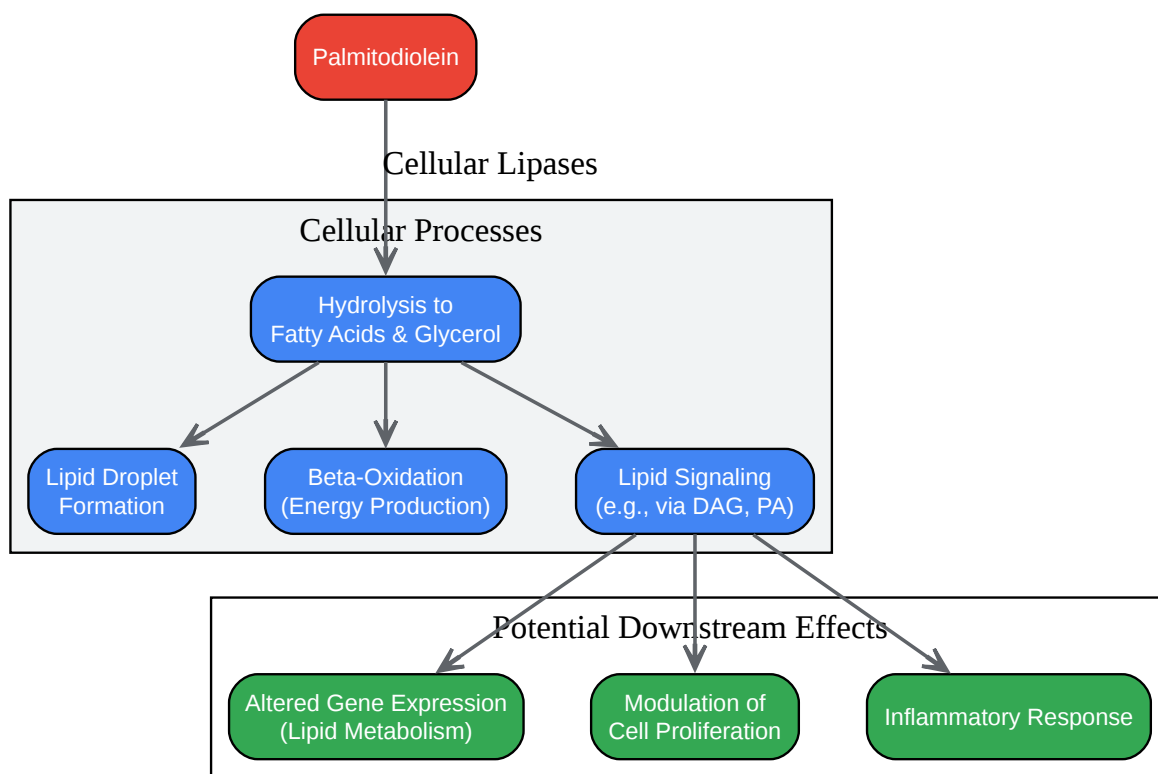 Palmitodiolein
Cellular Lipases
Cellular Processes
Hydrolysis to
Fatty Acids & Glycerol
Lipid Droplet
Formation
Beta-Oxidation
(Energy Production)
Lipid Signaling
(e.g., via DAG, PA)
Potential Downstream Effects
Altered Gene Expression
(Lipid Metabolism)
Modulation of
Cell Proliferation
Inflammatory Response